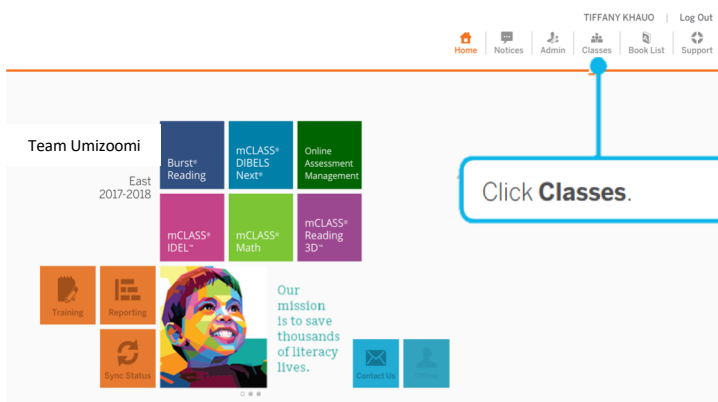 TIFFANY KHAUO | Log Out
Home
Notices
Admin
Classes
Book List
Support
Team Umizoomi
East
2017-2018
Burst®
Reading
mCLASS®
DIBELS
Next®
Online
Assessment
Management
Click Classes.
mCLASS®
IDEL™
mCLASS®
Math
mCLASS®
Reading
3D™
Training
Reporting
Sync Status
Our
mission
is to save
thousands
of literacy
lives.
Contact Us